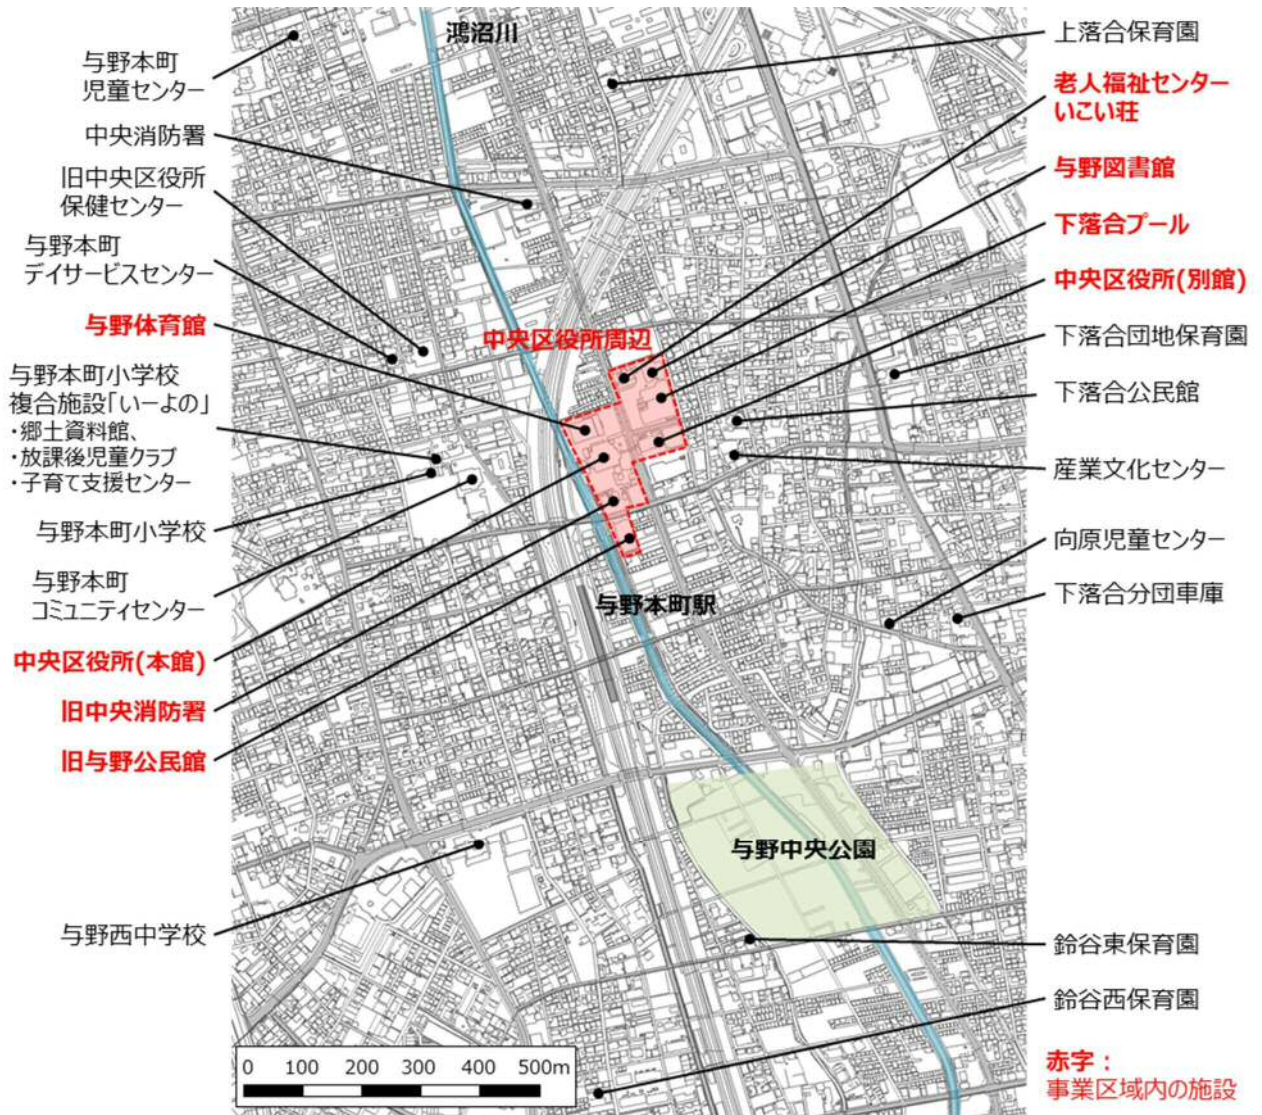 鴻沼川
与野本町
児童センター
中央消防署
旧中央区役所
保健センター
与野本町
デイサービスセンター
与野体育館
与野本町小学校
複合施設「いーよの」
・郷土資料館、
・放課後児童クラブ
・子育て支援センター
与野本町小学校
与野本町
コミュニティセンター
中央区役所(本館)
旧中央消防署
旧与野公民館
与野西中学校
中央区役所周辺
与野本町駅
与野中央公園
上落合保育園
老人福祉センター
いこい荘
与野図書館
下落合プール
中央区役所(別館)
下落合団地保育園
下落合公民館
産業文化センター
向原児童センター
下落合分団車庫
鈴谷東保育園
鈴谷西保育園
0 100 200 300 400 500m
赤字：
事業区域内の施設